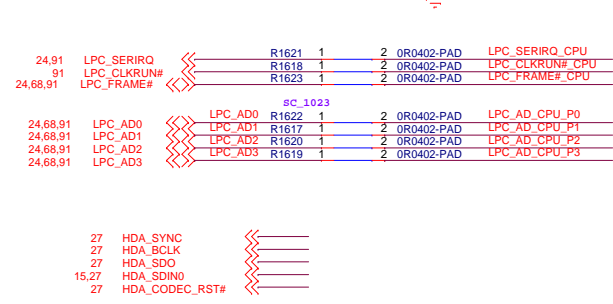 24,91 LPC_SERIRQ R1621 1 2 0R0402-PAD LPC_SERIRQ_CPU
91 LPC_CLKRUN# R1618 1 2 0R0402-PAD LPC_CLKRUN#_CPU
24,68,91 LPC_FRAME# R1623 1 2 0R0402-PAD LPC_FRAME#_CPU
SC_1023
24,68,91 LPC_AD0 LPC_AD0 R1622 1 2 0R0402-PAD LPC_AD_CPU_P0
24,68,91 LPC_AD1 LPC_AD1 R1617 1 2 0R0402-PAD LPC_AD_CPU_P1
24,68,91 LPC_AD2 LPC_AD2 R1620 1 2 0R0402-PAD LPC_AD_CPU_P2
24,68,91 LPC_AD3 LPC_AD3 R1619 1 2 0R0402-PAD LPC_AD_CPU_P3
27 HDA_SYNC
27 HDA_BCLK
27 HDA_SDO
15,27 HDA_SDIN0
27 HDA_CODEC_RST#